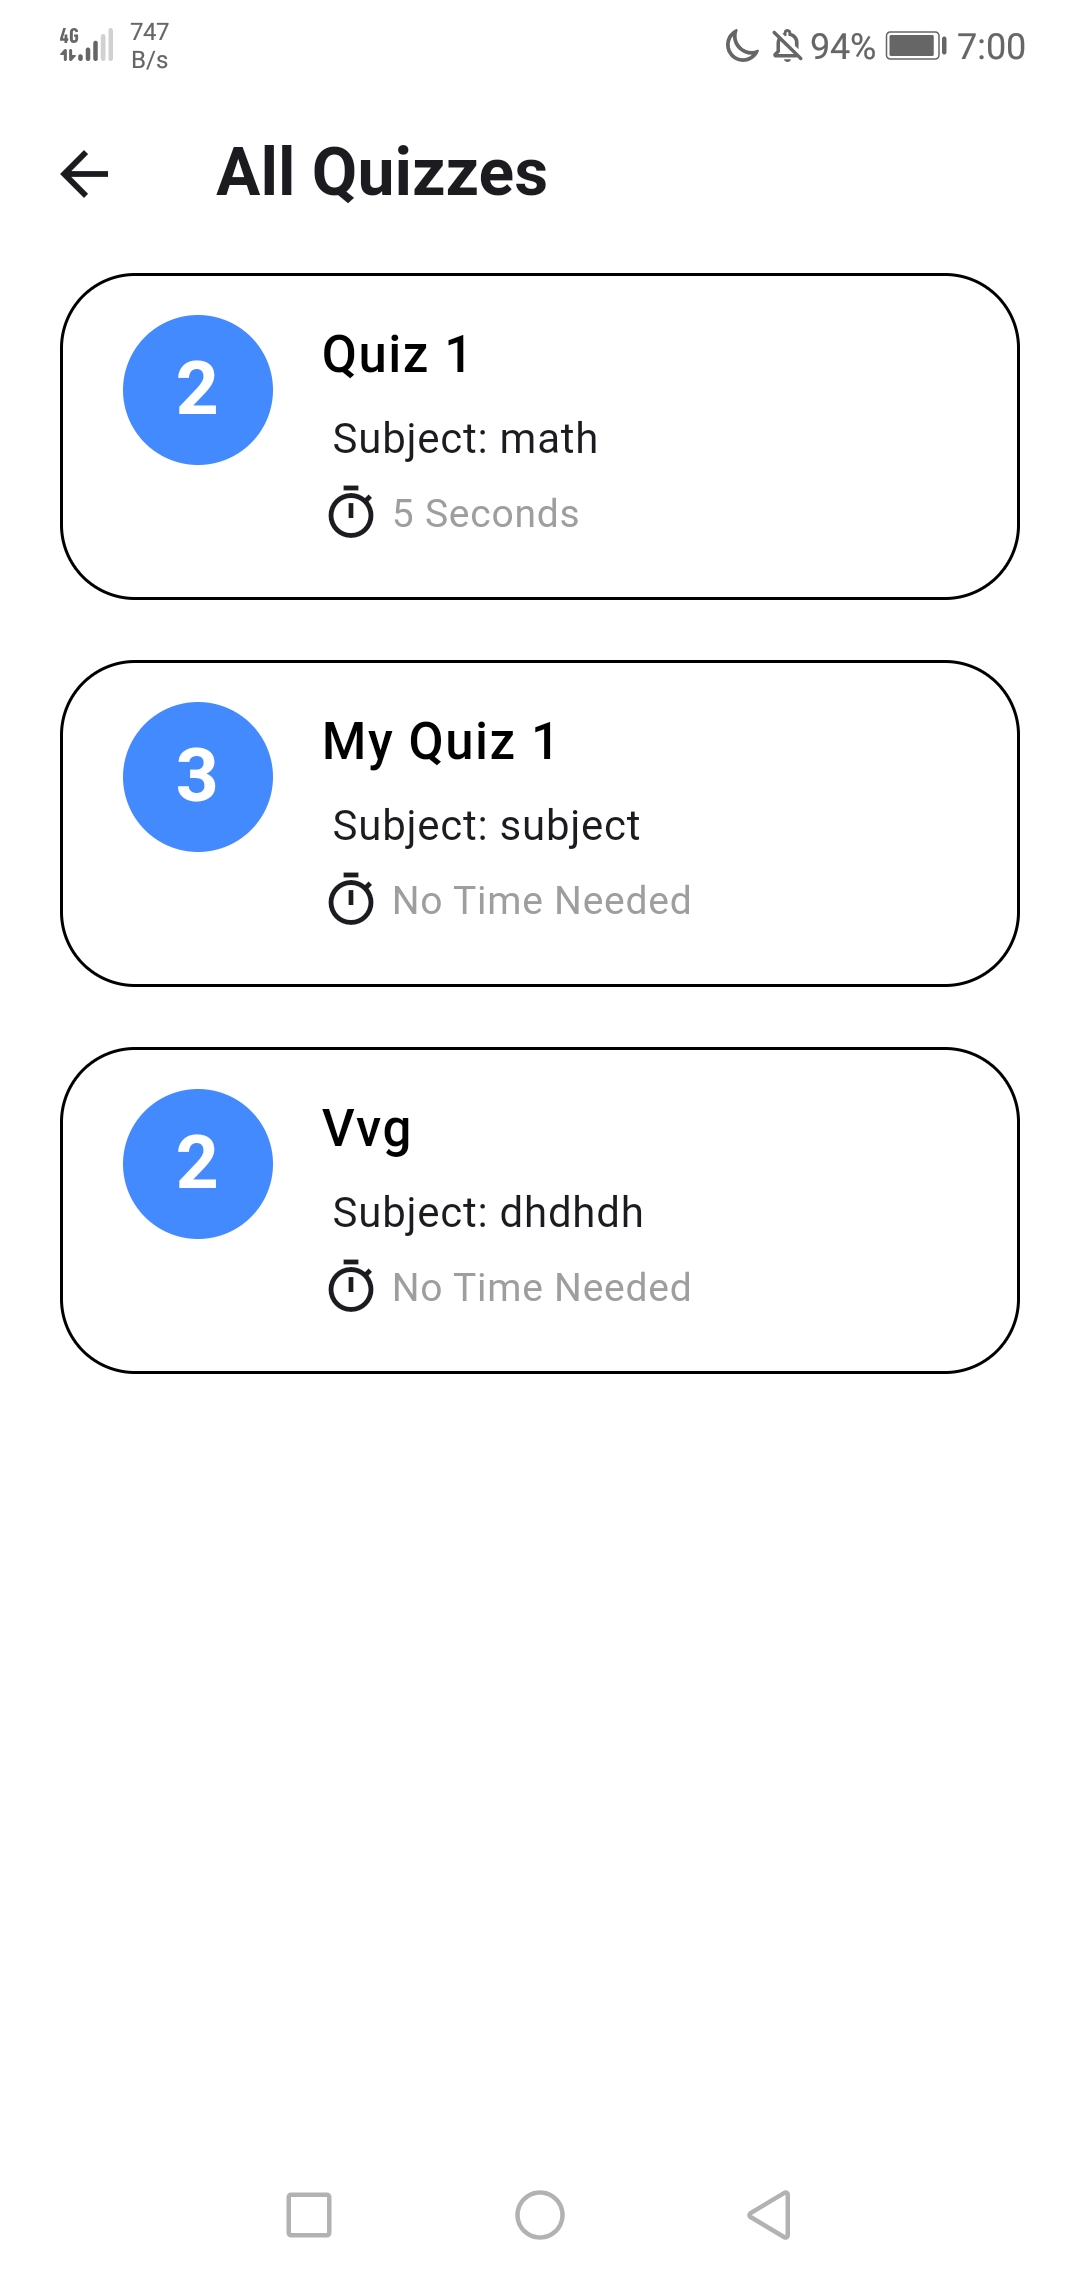 4G 747 B/s 94% 7:00
All Quizzes
2
Quiz 1
Subject: math
5 Seconds
3
My Quiz 1
Subject: subject
No Time Needed
2
Vvg
Subject: dhdhdh
No Time Needed